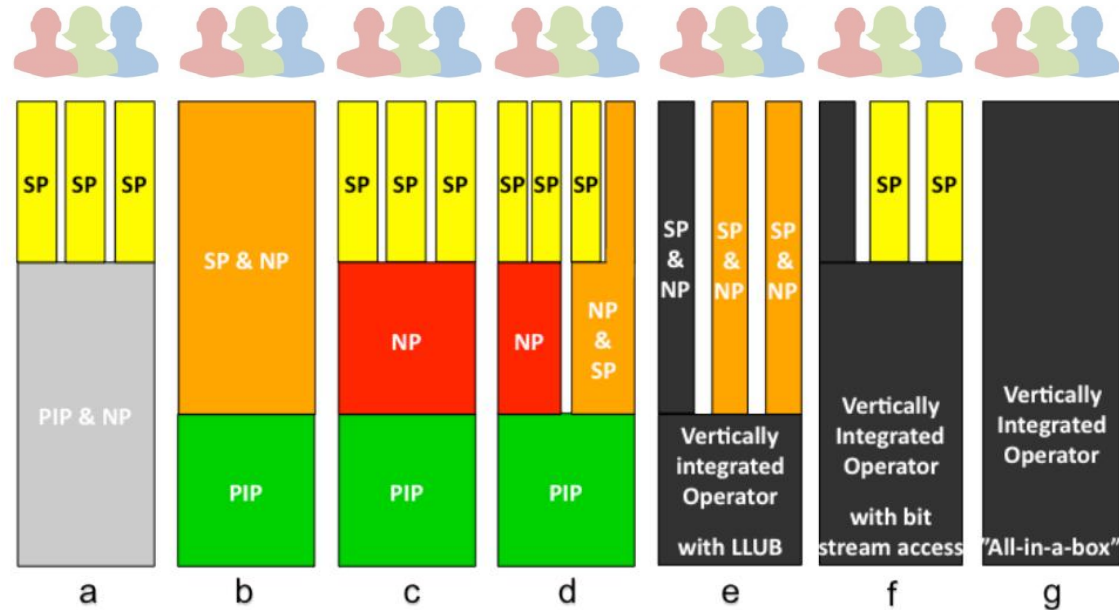 SP SP SP
PIP & NP
a
SP & NP
PIP
b
SP SP SP
NP
PIP
c
SP SP SP
NP
NP
&
SP
PIP
d
SP
&
NP
SP
&
NP
SP
&
NP
Vertically
integrated
Operator
with LLUB
e
SP SP
Vertically
Integrated
Operator
with bit
stream access
f
Vertically
Integrated
Operator
”All-in-a-box”
g